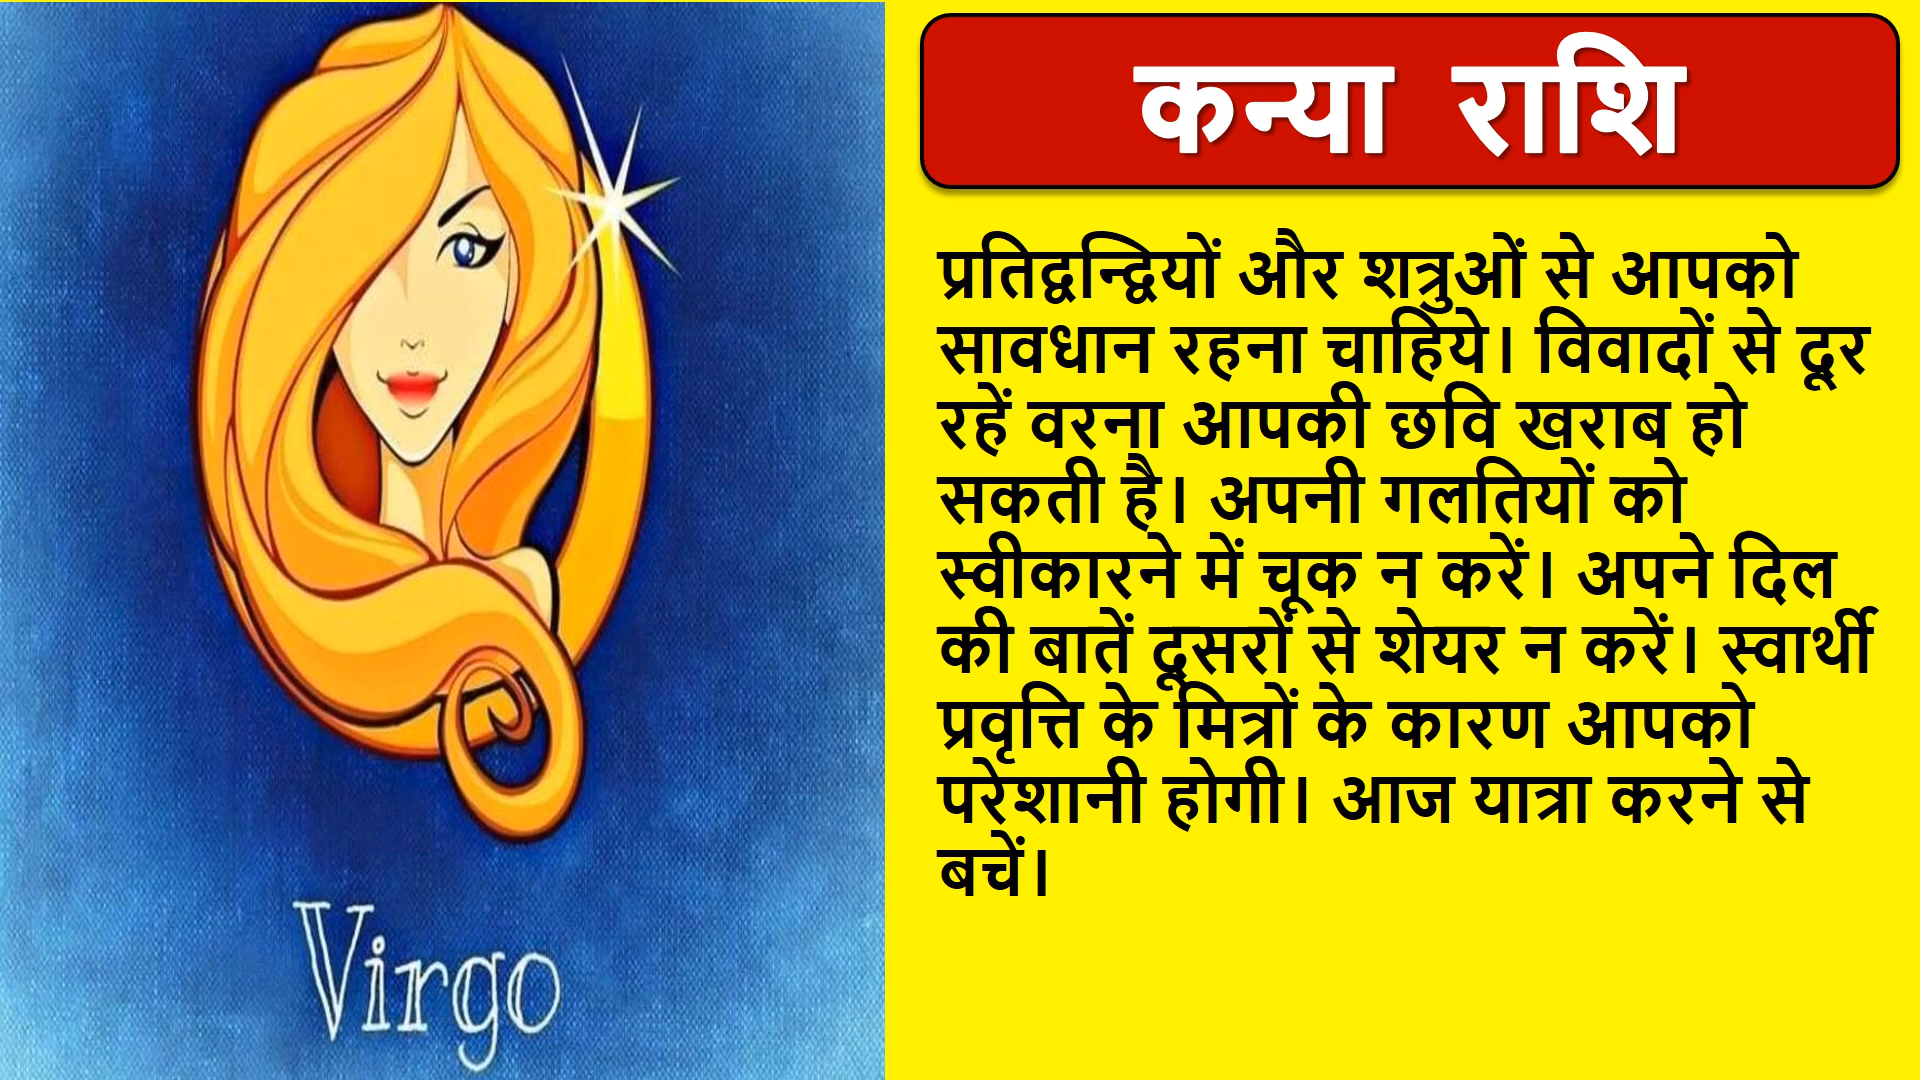 कन्या राशि
प्रतिद्वन्द्वियों और शत्रुओं से आपको
सावधान रहना चाहिये। विवादों से दूर
रहें वरना आपकी छवि खराब हो
सकती है। अपनी गलतियों को
स्वीकारने में चूक न करें। अपने दिल
की बातें दूसरों से शेयर न करें। स्वार्थी
प्रवृत्ति के मित्रों के कारण आपको
परेशानी होगी। आज यात्रा करने से
बचें।
Virgo